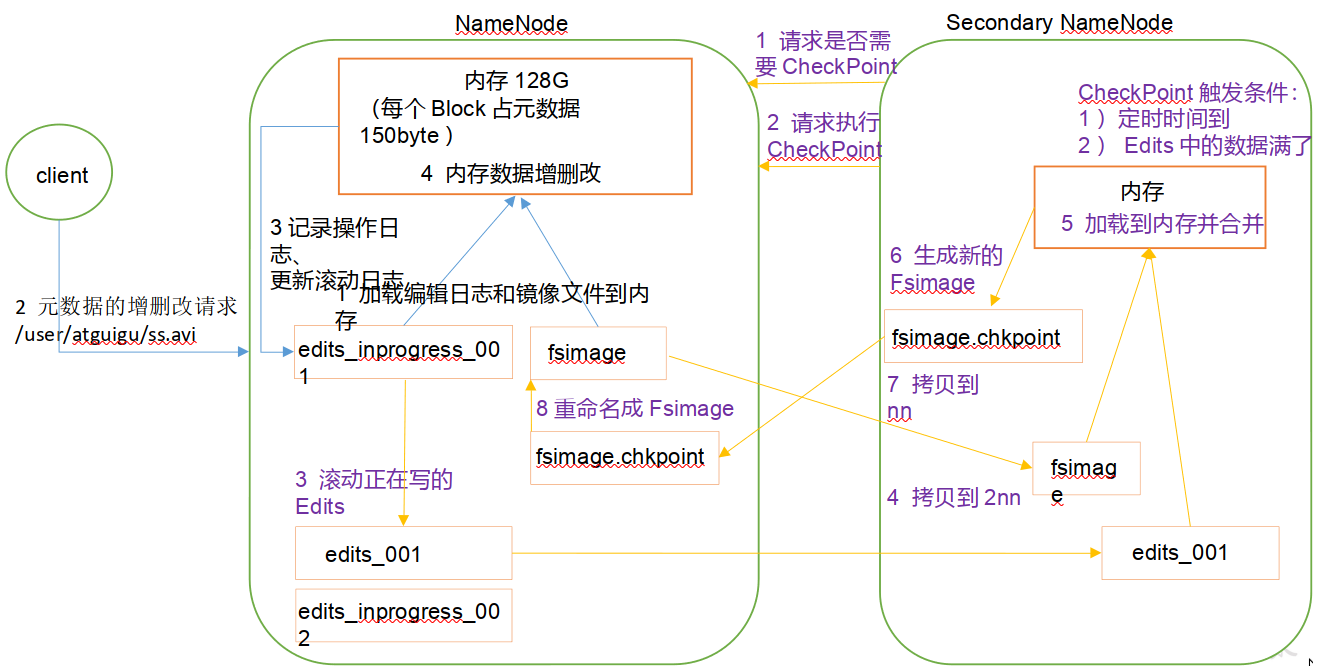 NameNode
Secondary NameNode
1 请求是否需
要 CheckPoint
内存 128G
（每个 Block 占元数据
150byte ）
4 内存数据增删改
CheckPoint 触发条件：
1 ）定时时间到
2 ） Edits 中的数据满了
2 请求执行
CheckPoint
client
内存
5 加载到内存并合并
3 记录操作日
志、
更新滚动日志
6 生成新的
Fsimage
1 加载编辑日志和镜像文件到内
存
2 元数据的增删改请求
/user/atguigu/ss.avi
edits_inprogress_00
1
fsimage
fsimage.chkpoint
7 拷贝到
nn
8 重命名成 Fsimage
fsimage.chkpoint
3 滚动正在写的
Edits
4 拷贝到 2nn
fsimag
e
edits_001
edits_001
edits_inprogress_00
2